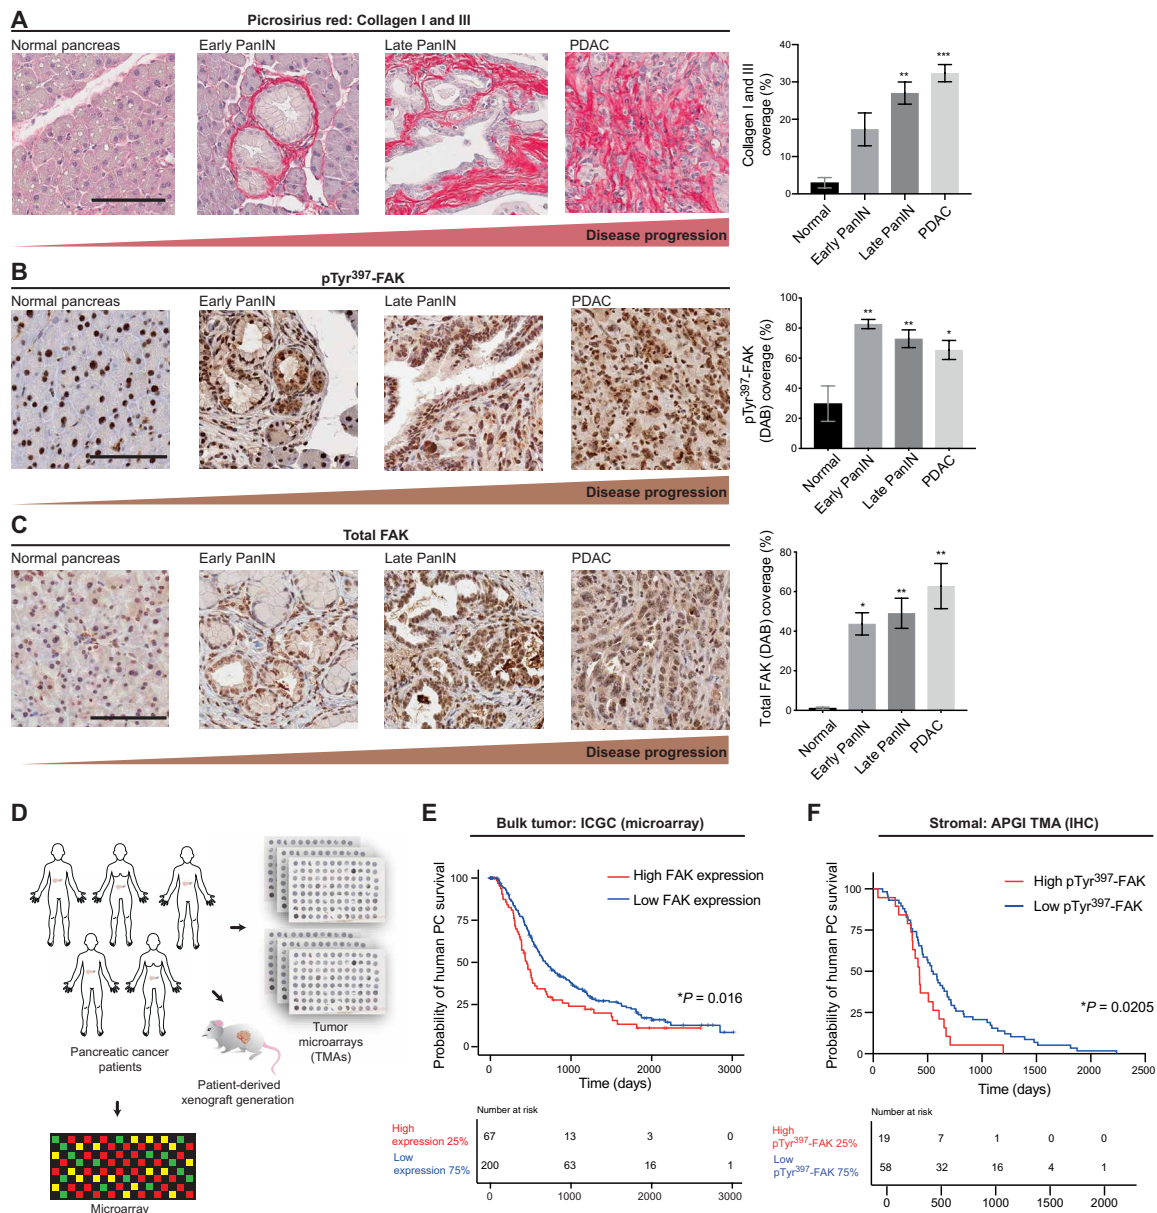 A
Picrosirius red: Collagen I and III
Normal pancreas
Early PanIN
Late PanIN
PDAC
Disease progression
Collagen I and III
coverage (%)
40
30
20
10
0
**
***
Normal
Early PanIN
Late PanIN
PDAC
B
pTyr397-FAK
Normal pancreas
Early PanIN
Late PanIN
PDAC
Disease progression
pTyr397-FAK
(DAB) coverage (%)
100
80
60
40
20
0
**
**
*
Normal
Early PanIN
Late PanIN
PDAC
C
Total FAK
Normal pancreas
Early PanIN
Late PanIN
PDAC
Disease progression
Total FAK (DAB) coverage (%)
80
60
40
20
0
*
**
**
Normal
Early PanIN
Late PanIN
PDAC
D
Pancreatic cancer
patients
Tumor
microarrays
(TMAs)
Patient-derived
xenograft generation
Microarray
E
Bulk tumor: ICGC (microarray)
Probability of human PC survival
100
75
50
25
0
High FAK expression
Low FAK expression
*P = 0.016
0 1000 2000 3000
Time (days)
Number at risk
High
expression 25%
67 13 3 0
Low
expression 75%
200 63 16 1
0 1000 2000 3000
F
Stromal: APGI TMA (IHC)
Probability of human PC survival
100
75
50
25
0
High pTyr397-FAK
Low pTyr397-FAK
*P = 0.0205
0 500 1000 1500 2000 2500
Time (days)
Number at risk
High
pTyr397-FAK 25%
19 7 1 0 0
Low
pTyr397-FAK 75%
58 32 16 4 1
0 500 1000 1500 2000